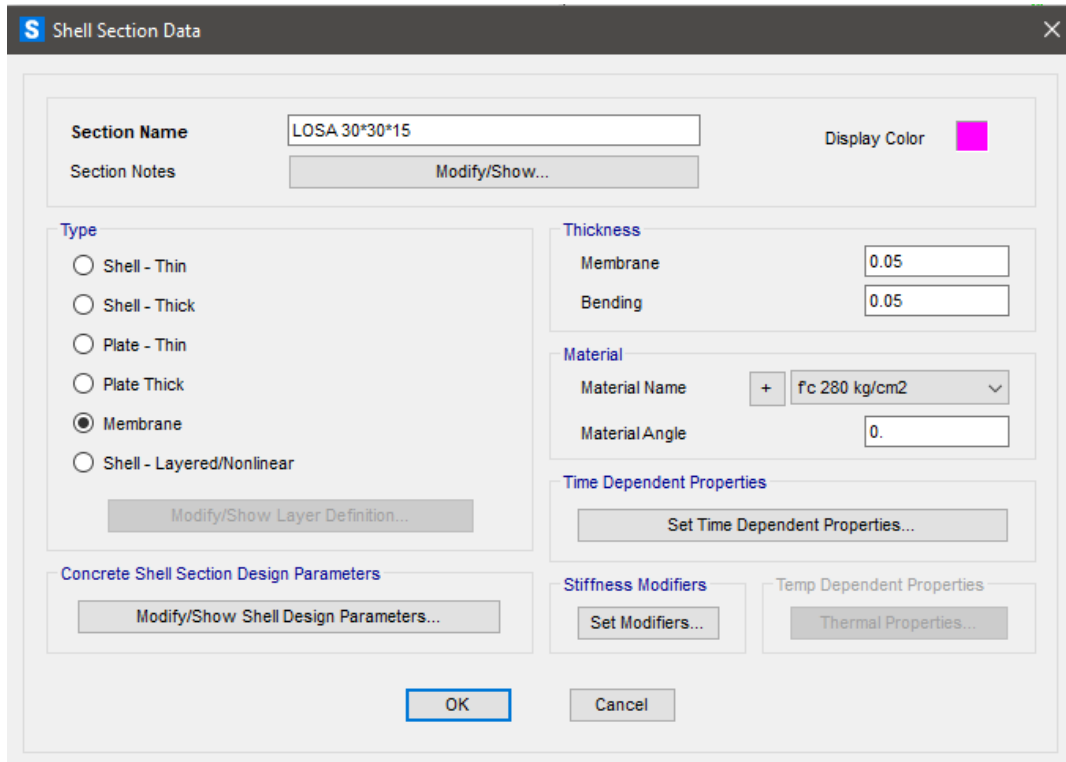 S Shell Section Data
Section Name LOSA 30*30*15 Display Color
Section Notes Modify/Show...
Type
Shell - Thin
Shell - Thick
Plate - Thin
Plate Thick
Membrane
Shell - Layered/Nonlinear
Modify/Show Layer Definition...
Thickness
Membrane 0.05
Bending 0.05
Material
Material Name + f'c 280 kg/cm2
Material Angle 0.
Time Dependent Properties
Set Time Dependent Properties...
Concrete Shell Section Design Parameters
Modify/Show Shell Design Parameters...
Stiffness Modifiers
Set Modifiers...
Temp Dependent Properties
Thermal Properties...
OK Cancel